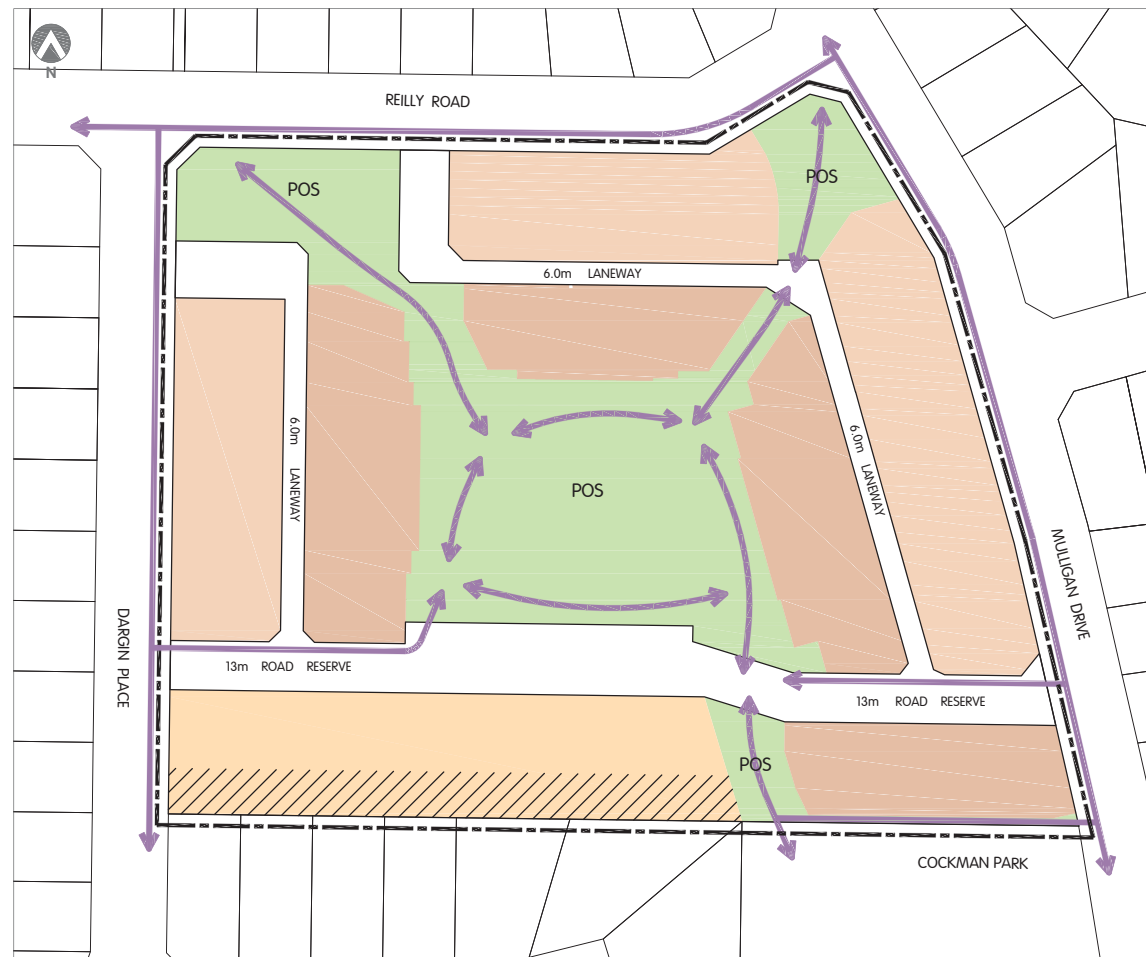 N
REILLY ROAD
POS
POS
6.0m LANEWAY
6.0m LANEWAY
6.0m LANEWAY
POS
MULLIGAN DRIVE
DARGIN PLACE
13m ROAD RESERVE
13m ROAD RESERVE
POS
COCKMAN PARK